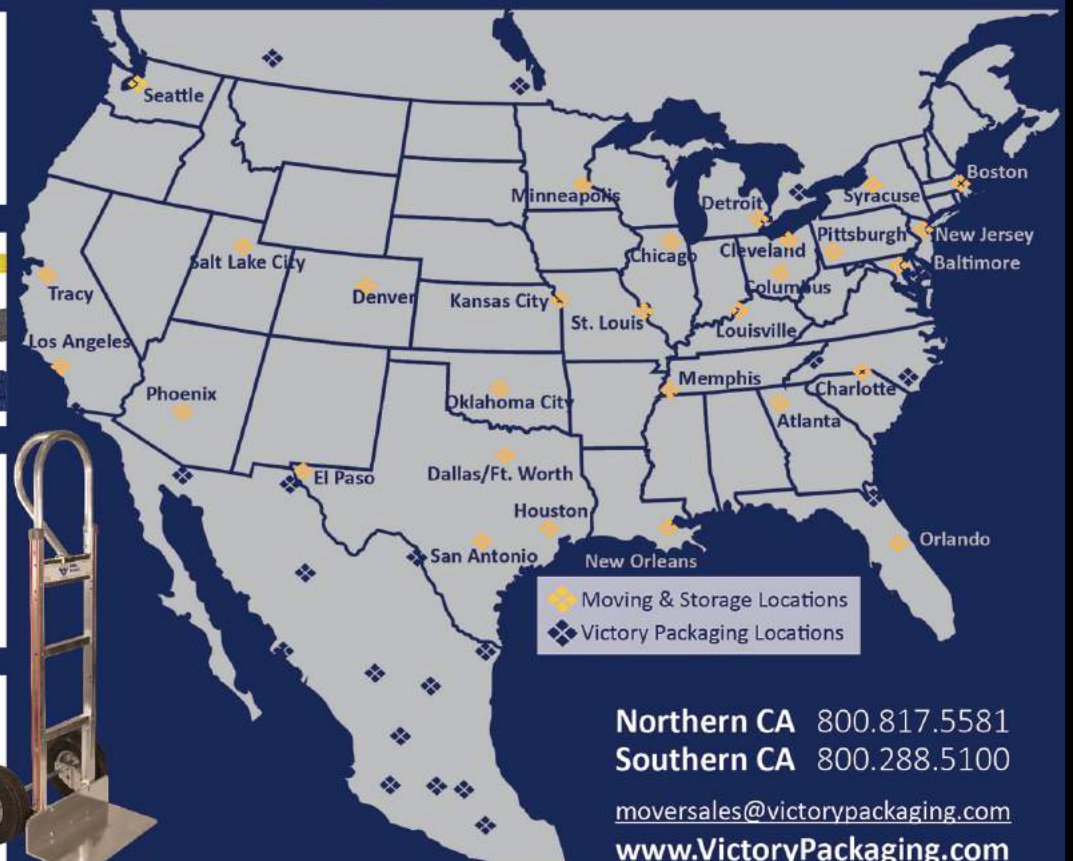 Seattle
Boston
Minneapolis
Detroit
Syracuse
Pittsburgh
New Jersey
Chicago
Cleveland
Baltimore
Salt Lake City
Columbus
Tracy
Denver
Kansas City
St. Louis
Louisville
Los Angeles
Memphis
Charlotte
Phoenix
Oklahoma City
Atlanta
El Paso
Dallas/Ft. Worth
Houston
Orlando
San Antonio
New Orleans
Moving & Storage Locations
Victory Packaging Locations
Northern CA 800.817.5581
Southern CA 800.288.5100
moversales@victorypackaging.com
www.VictoryPackaging.com